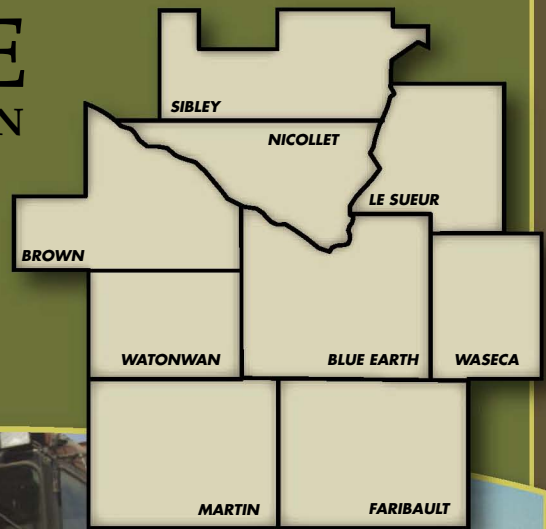 E
N
SIBLEY
NICOLLET
LE SUEUR
BROWN
WATONWAN
BLUE EARTH
WASECA
MARTIN
FARIBAULT